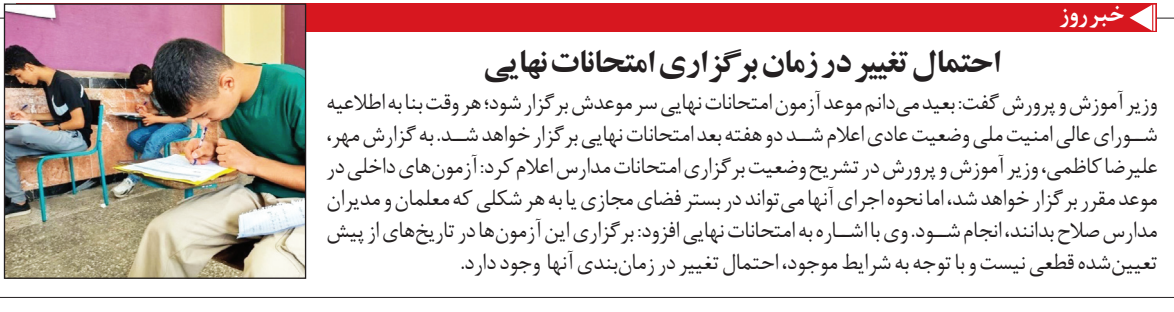 خبر روز
احتمال تغییر در زمان برگزاری امتحانات نهایی
وزیر آموزش و پرورش گفت: بعید می‌دانم موعد آزمون امتحانات نهایی سر موعدش برگزار شود؛ هر وقت بنا به اطلاعیه
شـورای عالی امنیت ملی وضعیت عادی اعلام شـد دو هفته بعد امتحانات نهایی برگزار خواهد شـد. به گزارش مهر،
علیرضا کاظمی، وزیر آموزش و پرورش در تشریح وضعیت برگزاری امتحانات مدارس اعلام کرد: آزمون‌های داخلی در
موعد مقرر برگزار خواهد شد، اما نحوه اجرای آنها می‌تواند در بستر فضای مجازی یا به هر شکلی که معلمان و مدیران
مدارس صلاح بدانند، انجام شـود. وی با اشـاره به امتحانات نهایی افزود: برگزاری این آزمون‌ها در تاریخ‌های از پیش
تعیین‌شده قطعی نیست و با توجه به شرایط موجود، احتمال تغییر در زمان‌بندی آنها وجود دارد.